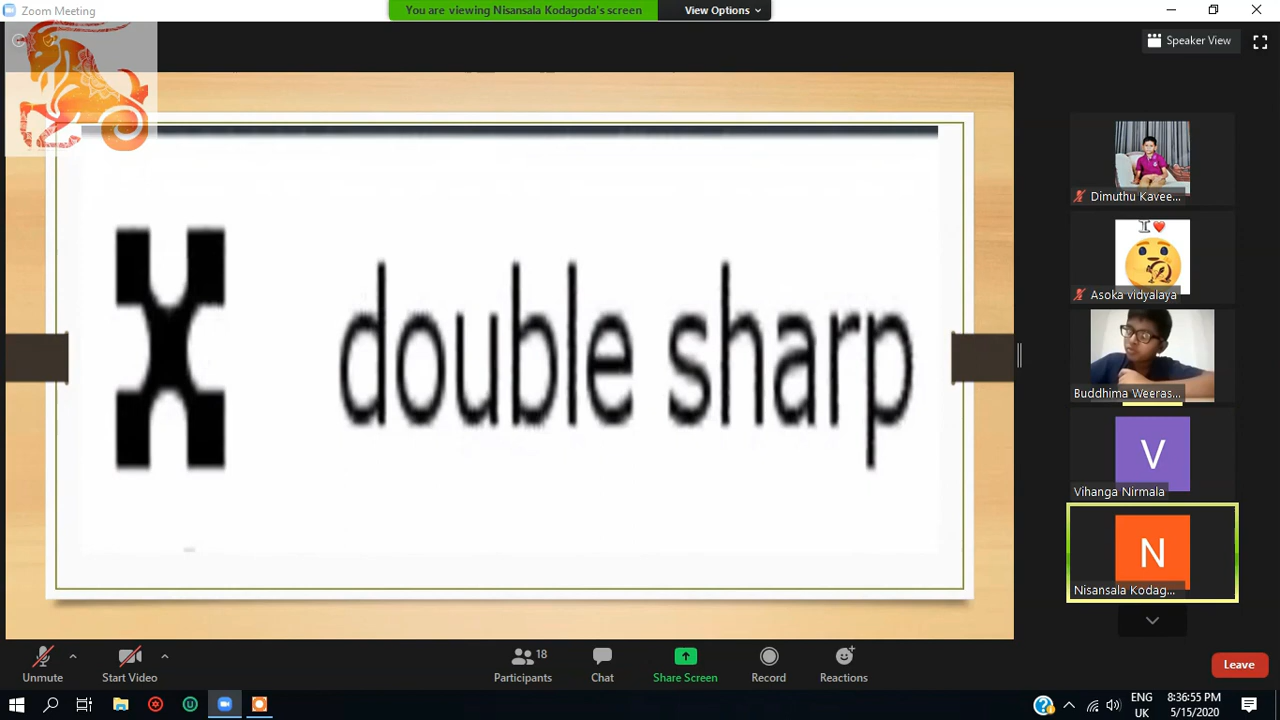 Zoom Meeting
You are viewing Nisansala Kodagoda's screen
View Options
Speaker View
double sharp
Dimuthu Kavee...
I
Asoka vidyalaya
Buddhima Weeras...
V
Vihanga Nirmala
N
Nisansala Kodag...
Unmute
Start Video
18
Participants
Chat
Share Screen
Record
Reactions
Leave
ENG
UK
8:36:55 PM
5/15/2020